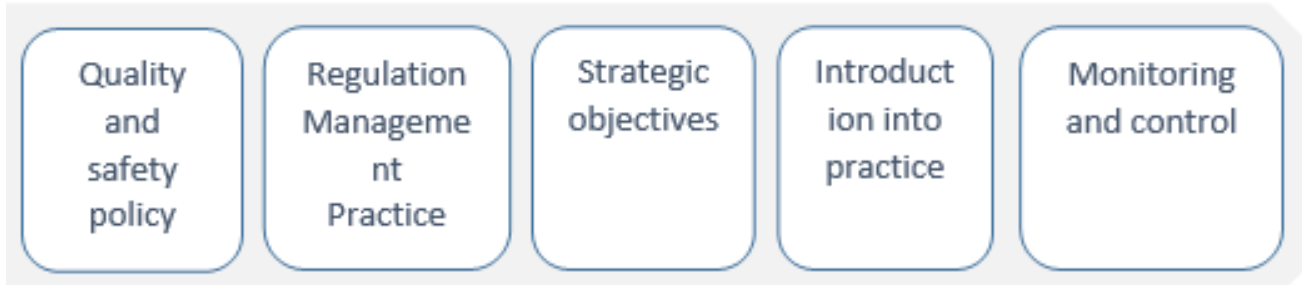 Quality
and
safety
policy
Regulation
Manageme
nt
Practice
Strategic
objectives
Introduct
ion into
practice
Monitoring
and control